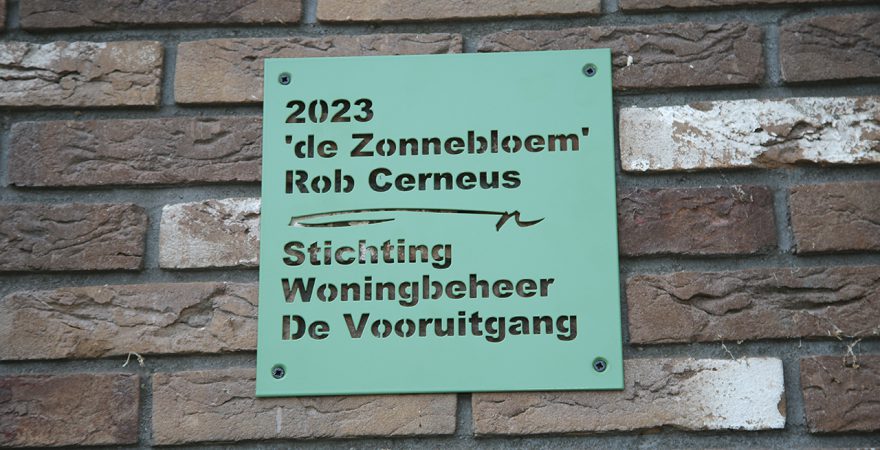 2023
'de Zonnebloem'
Rob Cerneus
Stichting
Woningbeheer
De Vooruitgang